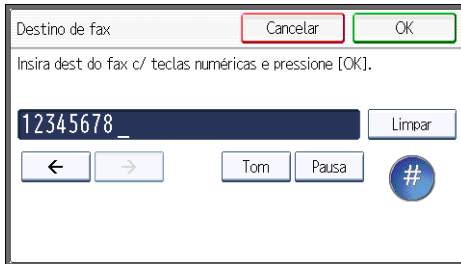 Destino de fax Cancelar OK
Insira dest do fax c/ teclas numéricas e pressione [OK].
12345678_ Limpar
← → Tom Pausa #